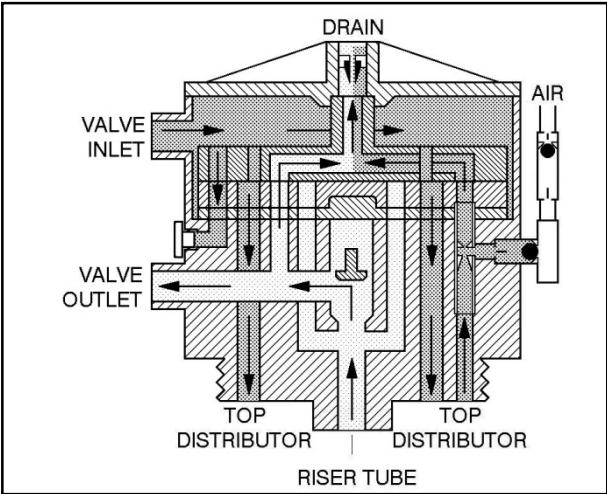 DRAIN
AIR
VALVE
INLET
VALVE
OUTLET
TOP
DISTRIBUTOR
TOP
DISTRIBUTOR
RISER TUBE